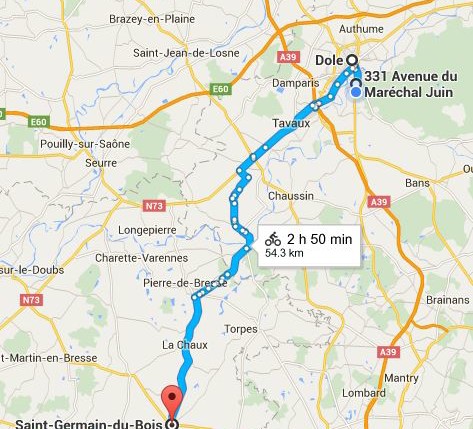 Brazey-en-Plaine
Authume
Saint-Jean-de-Losne
A39
Dole
331 Avenue du
Maréchal Juin
Damparis
E60
E60
Tavaux
Pouilly-sur-Saône
Seurre
Bans
Chaussin
N73
A39
Longepierre
2 h 50 min
54.3 km
Charette-Varennes
sur-le-Doubs
Pierre-de-Bresse
N73
Brainans
Torpes
La Chaux
t-Martin-en-Bresse
A39
Mantry
Lombard
Saint-Germain-du-Bois